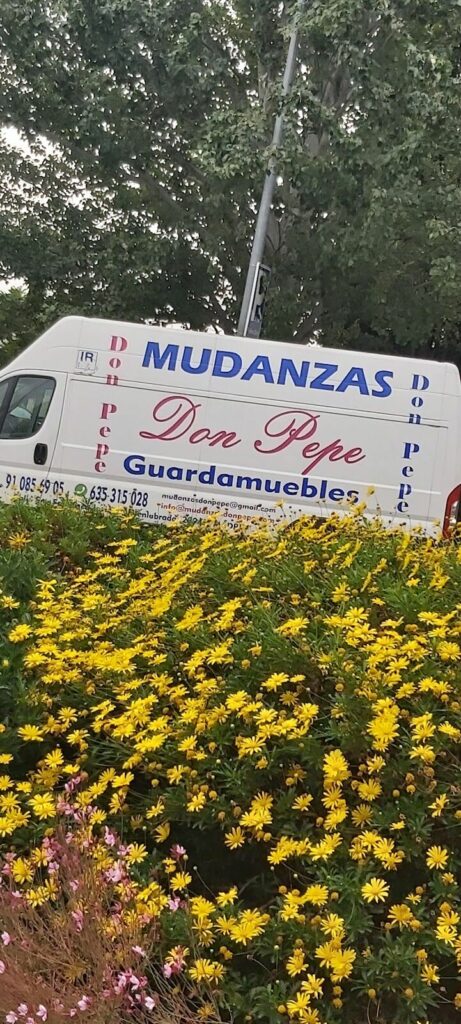 IR
Don Pepe
MUDANZAS
Don Pepe
Guardamuebles
Don Pepe
635-315 028
mudanzasdonpepe@gmail.com